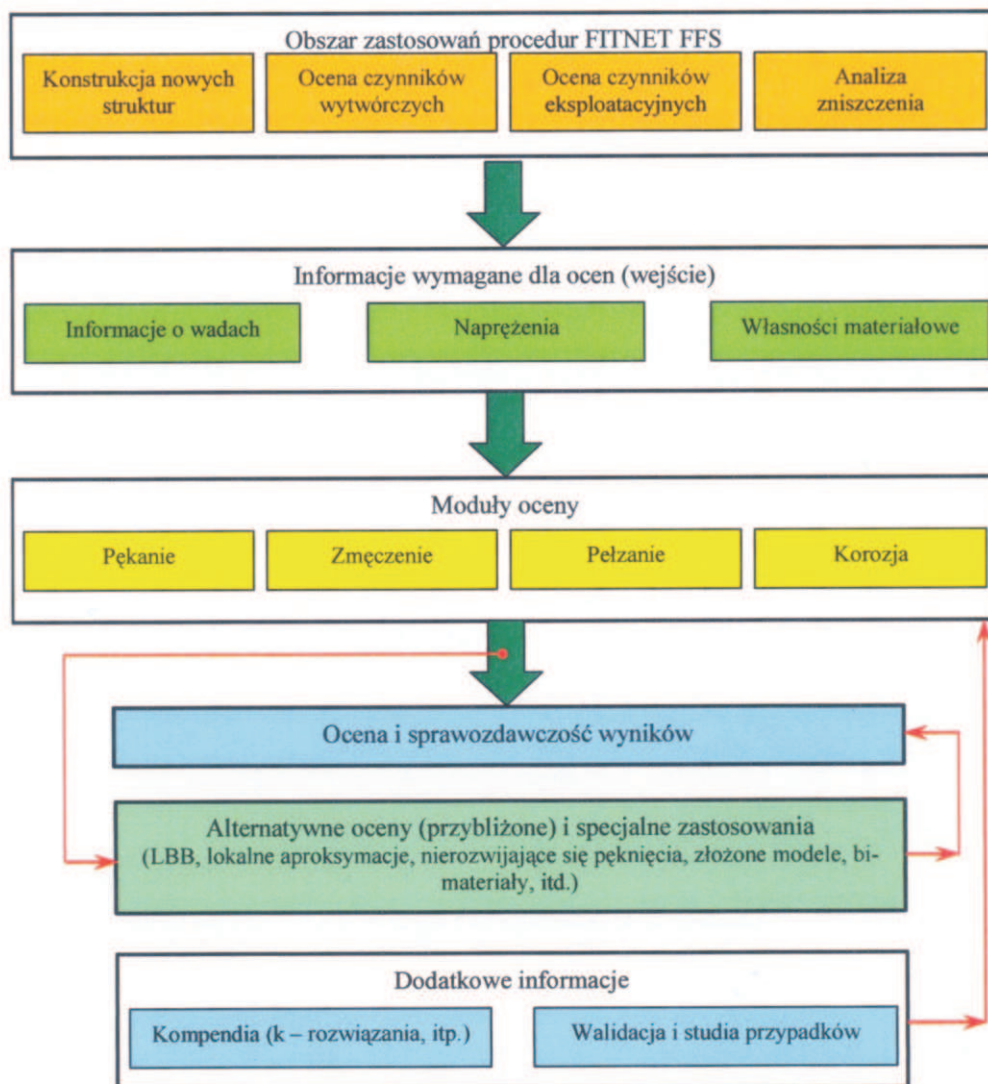 Obszar zastosowań procedur FITNET FFS
Konstrukcja nowych
struktur
Ocena czynników
wytwórczych
Ocena czynników
eksploatacyjnych
Analiza
zniszczenia
Informacje wymagane dla ocen (wejście)
Informacje o wadach
Naprężenia
Własności materiałowe
Moduły oceny
Pękanie
Zmęczenie
Pełzanie
Korozja
Ocena i sprawozdawczość wyników
Alternatywne oceny (przybliżone) i specjalne zastosowania
(LBB, lokalne aproksymacje, nierozwijające się pęknięcia, złożone modele, bi-
materiały, itd.)
Dodatkowe informacje
Kompendia (k – rozwiązania, itp.)
Walidacja i studia przypadków